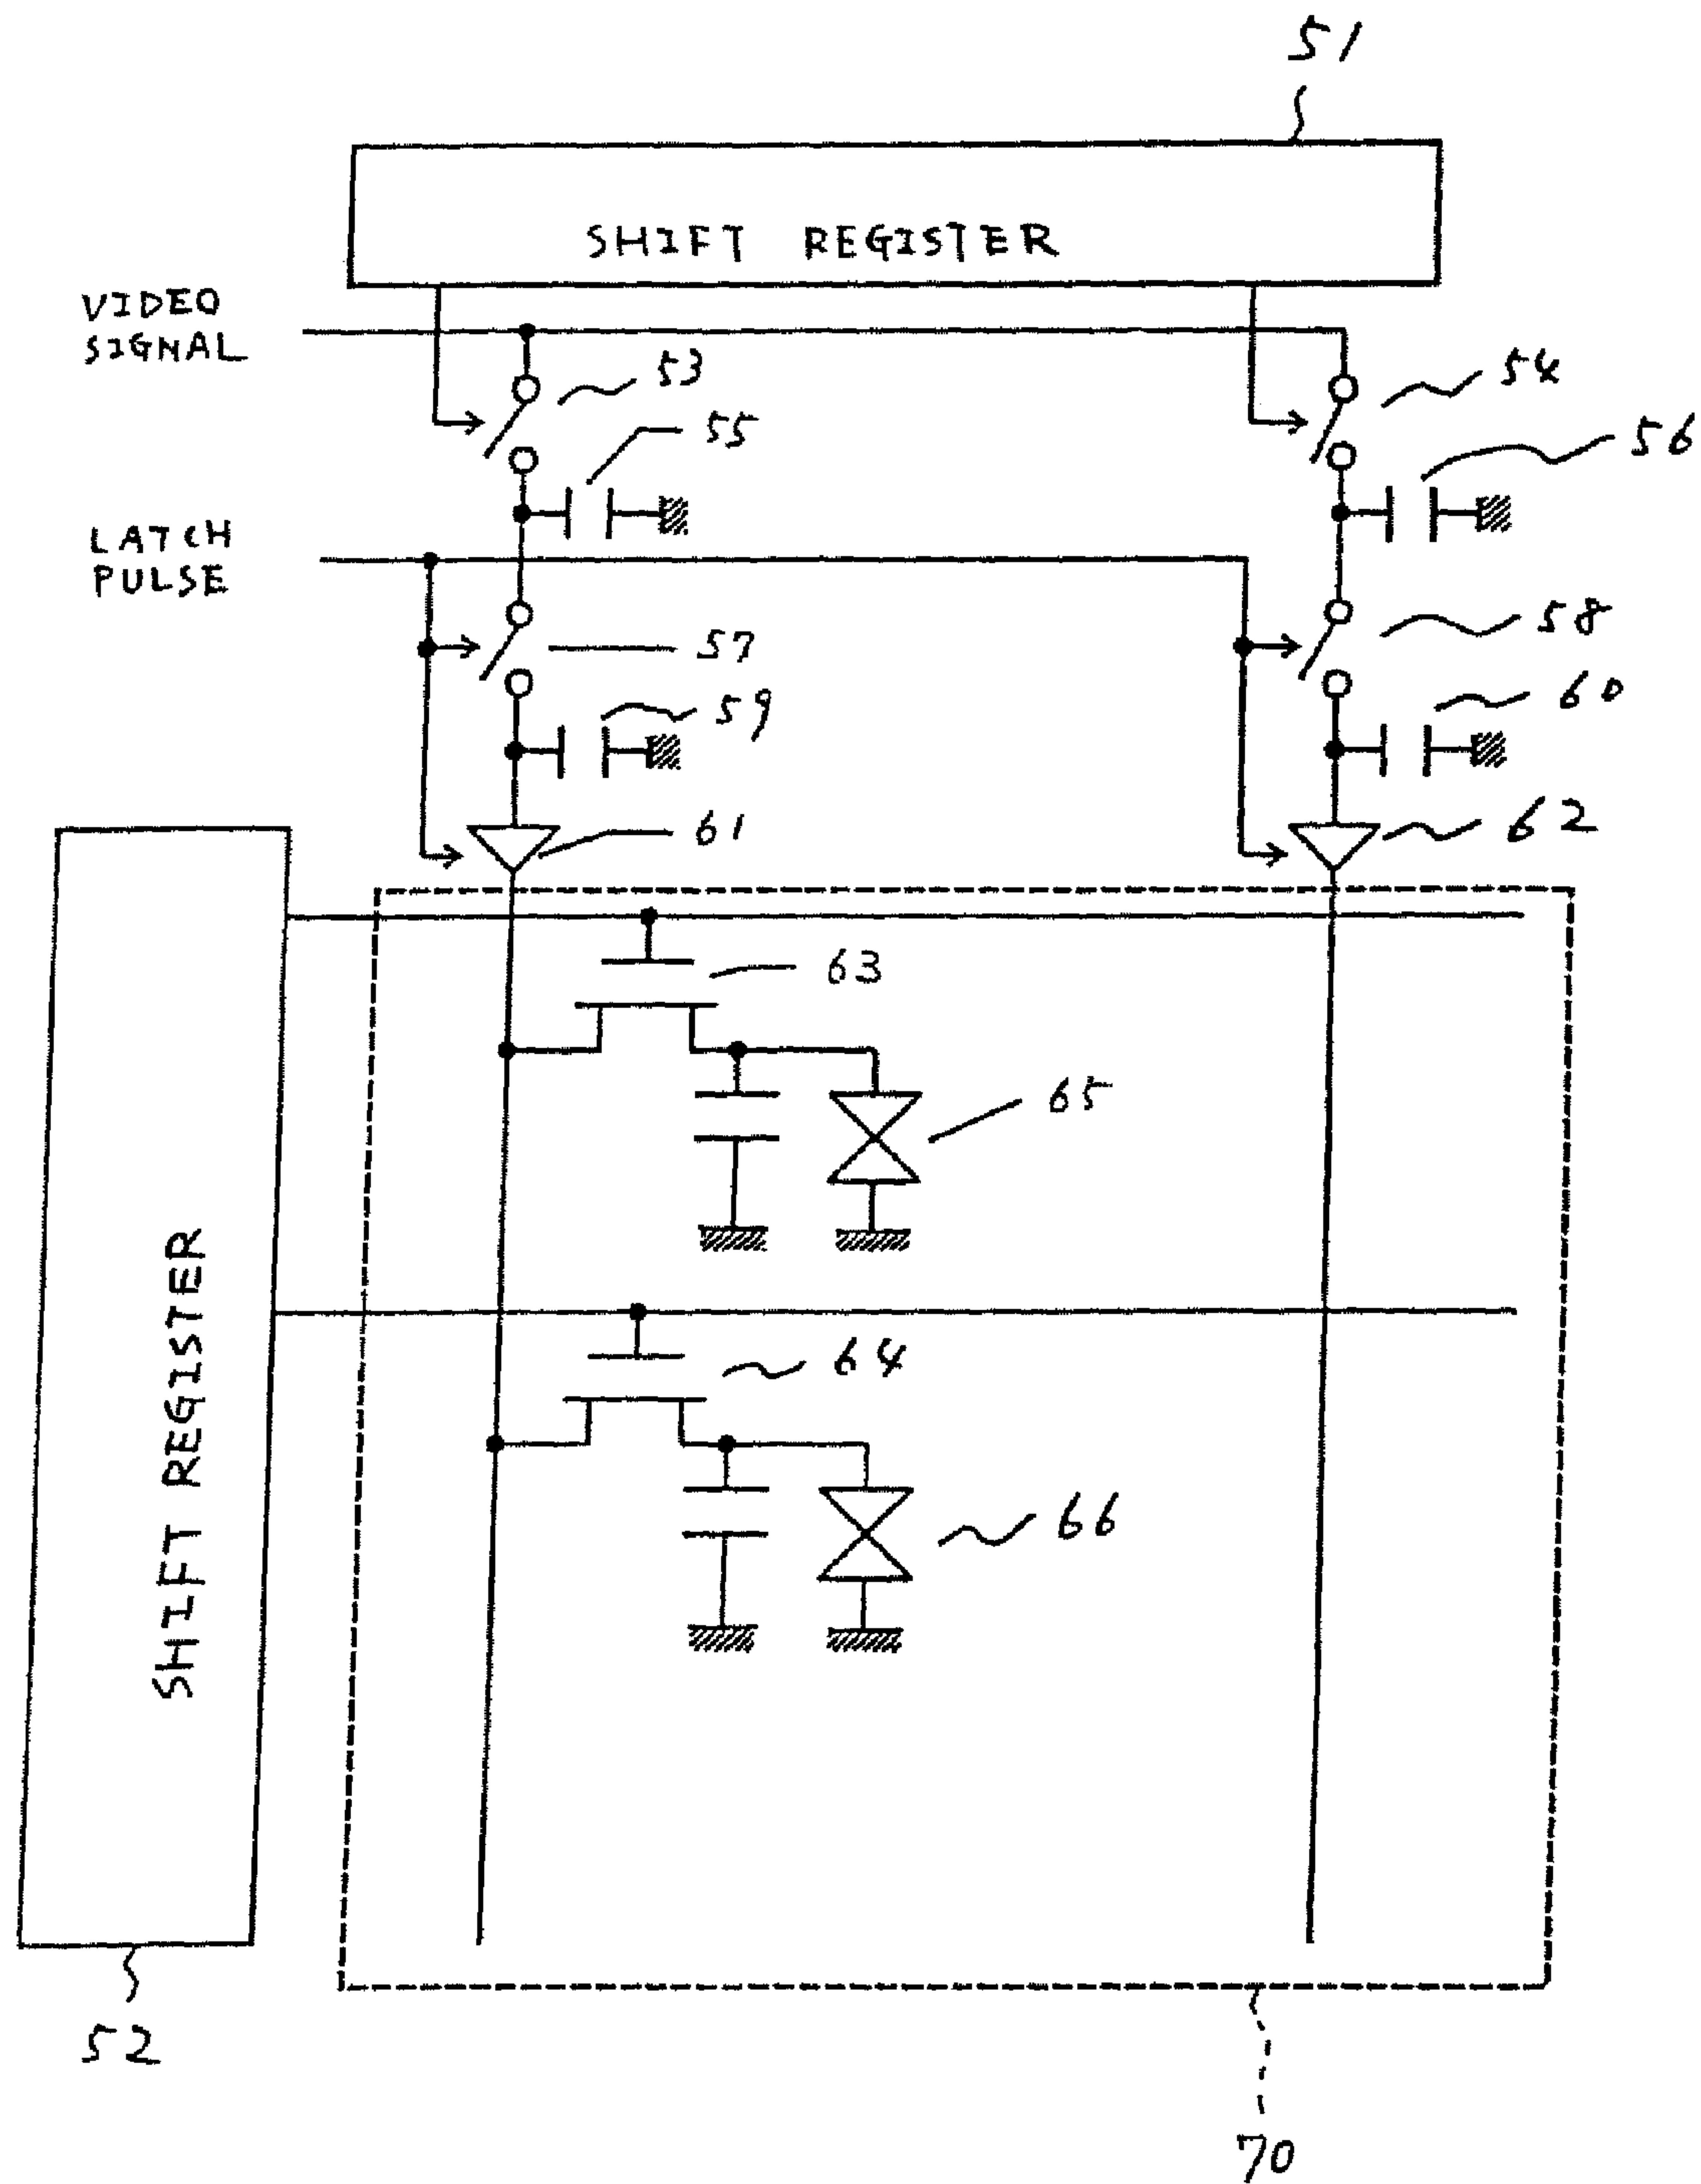 51
SHIFT REGISTER
VIDEO
SIGNAL
53
54
55
56
LATCH
PULSE
57
58
59
60
61
62
63
65
64
66
SHIFT REGISTER
52
70